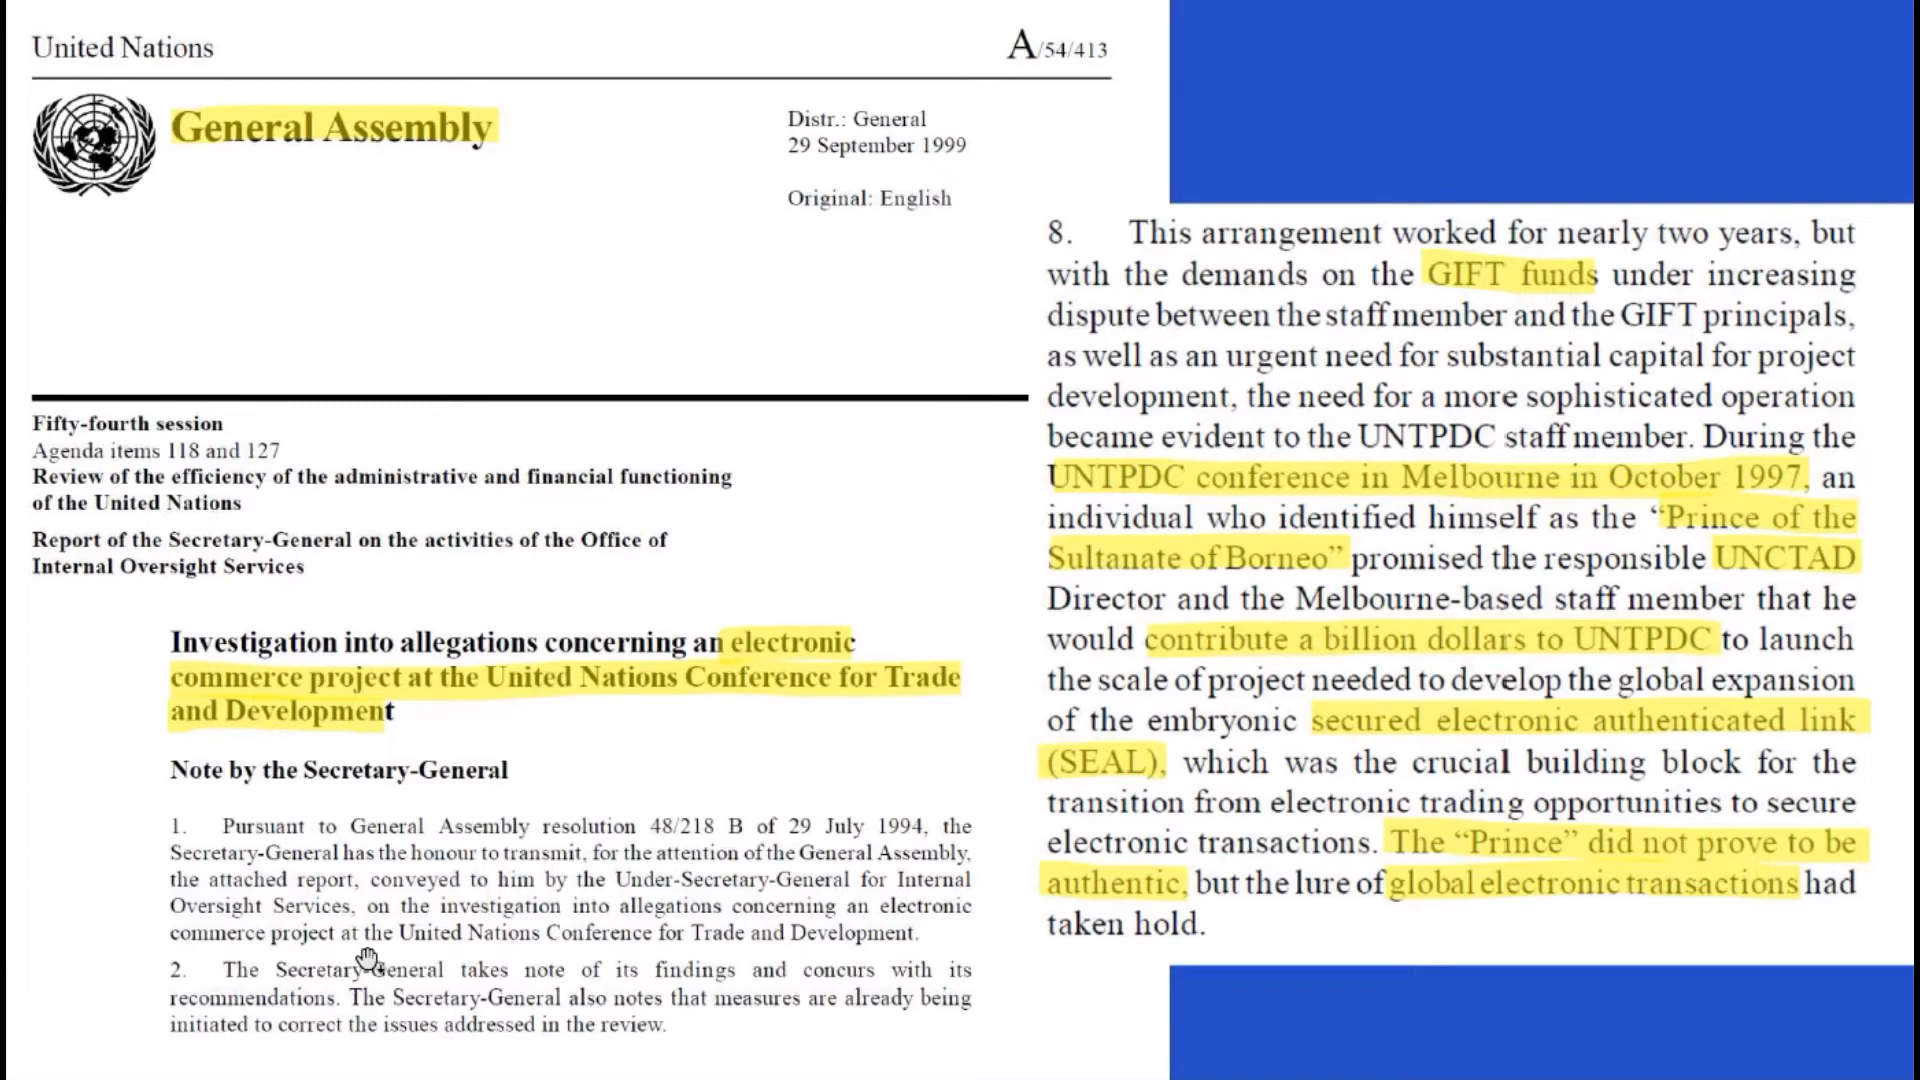 United Nations
A/54/413
General Assembly
Distr.: General
29 September 1999
Original: English
Fifty-fourth session
Agenda items 118 and 127
Review of the efficiency of the administrative and financial functioning
of the United Nations
Report of the Secretary-General on the activities of the Office of
Internal Oversight Services
Investigation into allegations concerning an electronic
commerce project at the United Nations Conference for Trade
and Development
Note by the Secretary-General
1. Pursuant to General Assembly resolution 48/218 B of 29 July 1994, the
Secretary-General has the honour to transmit, for the attention of the General Assembly,
the attached report, conveyed to him by the Under-Secretary-General for Internal
Oversight Services, on the investigation into allegations concerning an electronic
commerce project at the United Nations Conference for Trade and Development.
2. The Secretary-General takes note of its findings and concurs with its
recommendations. The Secretary-General also notes that measures are already being
initiated to correct the issues addressed in the review.
8. This arrangement worked for nearly two years, but
with the demands on the GIFT funds under increasing
dispute between the staff member and the GIFT principals,
as well as an urgent need for substantial capital for project
development, the need for a more sophisticated operation
became evident to the UNTPDC staff member. During the
UNTPDC conference in Melbourne in October 1997, an
individual who identified himself as the “Prince of the
Sultanate of Borneo” promised the responsible UNCTAD
Director and the Melbourne-based staff member that he
would contribute a billion dollars to UNTPDC to launch
the scale of project needed to develop the global expansion
of the embryonic secured electronic authenticated link
(SEAL), which was the crucial building block for the
transition from electronic trading opportunities to secure
electronic transactions. The “Prince” did not prove to be
authentic, but the lure of global electronic transactions had
taken hold.